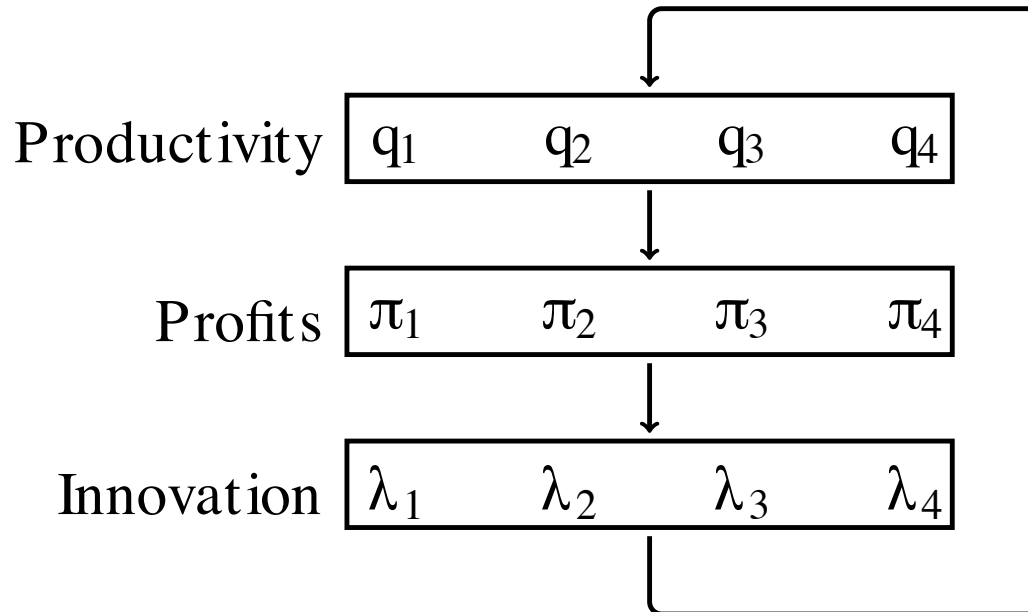 Productivity q₁ q₂ q₃ q₄
Profits π₁ π₂ π₃ π₄
Innovation λ₁ λ₂ λ₃ λ₄